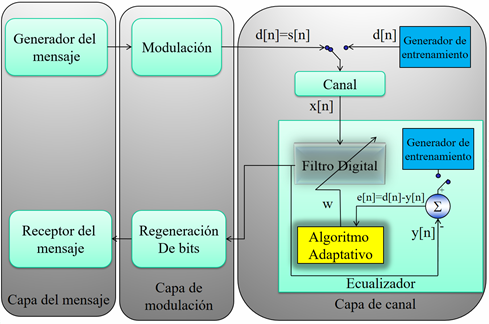 Generador del
mensaje
Modulación
d[n]=s[n]
d[n]
Generador de
entrenamiento
Canal
x[n]
Filtro Digital
Generador de
entrenamiento
w
e[n]=d[n]-y[n]
+
Σ
-
y[n]
Algoritmo
Adaptativo
Receptor del
mensaje
Regeneración
De bits
Ecualizador
Capa del mensaje
Capa de
modulación
Capa de canal